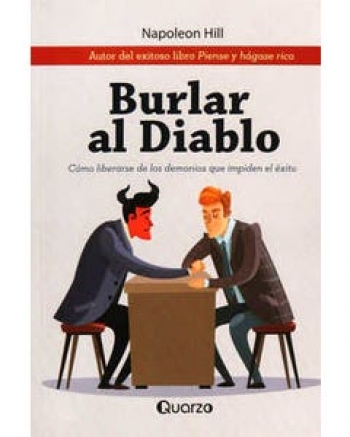 Napoleon Hill
Autor del exitoso libro Piense y hágase rico
Burlar
al Diablo
Cómo liberarse de los demonios que impiden el éxito
Quarzo